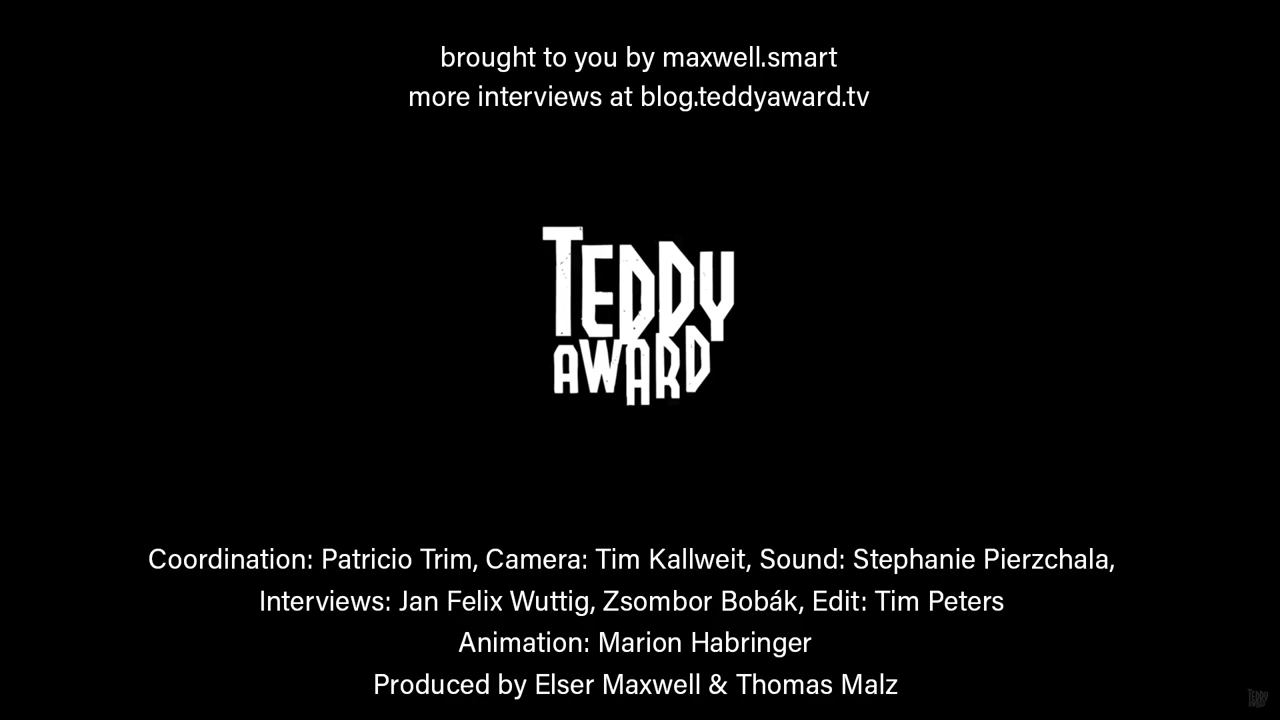 brought to you by maxwell.smart
more interviews at blog.teddyaward.tv
TEDDY
AWARD
Coordination: Patricio Trim, Camera: Tim Kallweit, Sound: Stephanie Pierzchala,
Interviews: Jan Felix Wuttig, Zsombor Bobák, Edit: Tim Peters
Animation: Marion Habringer
Produced by Elser Maxwell & Thomas Malz
TEDDY
AWARD